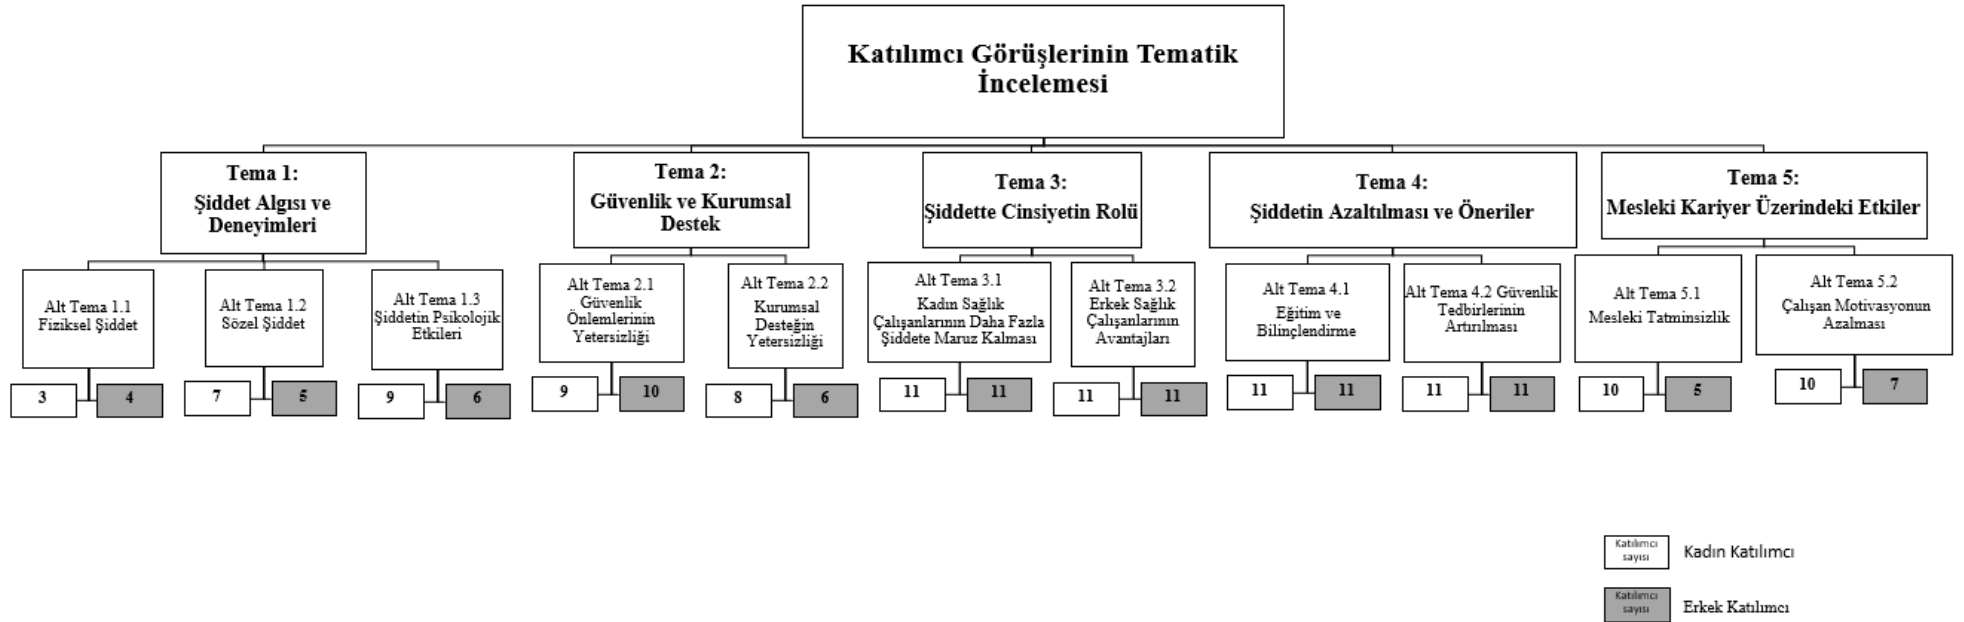 Katılımcı Görüşlerinin Tematik
İncelemesi
Tema 1:
Şiddet Algısı ve
Deneyimleri
Tema 2:
Güvenlik ve Kurumsal
Destek
Tema 3:
Şiddette Cinsiyetin Rolü
Tema 4:
Şiddetin Azaltılması ve Öneriler
Tema 5:
Mesleki Kariyer Üzerindeki Etkiler
Alt Tema 1.1
Fiziksel Şiddet
Alt Tema 1.2
Sözel Şiddet
Alt Tema 1.3
Şiddetin Psikolojik
Etkileri
Alt Tema 2.1
Güvenlik
Önlemlerinin
Yetersizliği
Alt Tema 2.2
Kurumsal
Desteğin
Yetersizliği
Alt Tema 3.1
Kadın Sağlık
Çalışanlarının Daha Fazla
Şiddete Maruz Kalması
Alt Tema 3.2
Erkek Sağlık
Çalışanlarının
Avantajları
Alt Tema 4.1
Eğitim ve
Bilinçlendirme
Alt Tema 4.2 Güvenlik
Tedbirlerinin
Artırılması
Alt Tema 5.1
Mesleki Tatminsizlik
Alt Tema 5.2
Çalışan Motivasyonun
Azalması
3 4
7 5
9 6
9 10
8 6
11 11
11 11
11 11
11 11
10 5
10 7
Katılımcı
sayısı
Kadın Katılımcı
Katılımcı
sayısı
Erkek Katılımcı